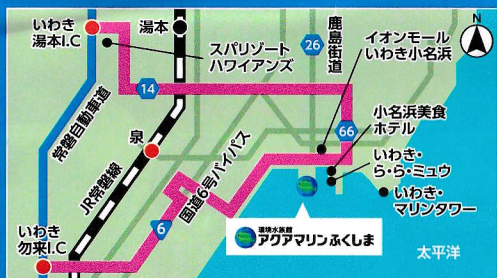 N
いわき
湯本I.C
湯本
スパリゾート
ハワイアンズ
26
鹿島街道
イオンモール
いわき小名浜
14
常磐自動車道
小名浜美食
ホテル
66
泉
いわき・
ら・ら・ミュウ
JR常磐線
国道6号バイパス
いわき・
マリンタワー
6
環境水族館
アクアマリンふくしま
いわき
勿来I.C
太平洋